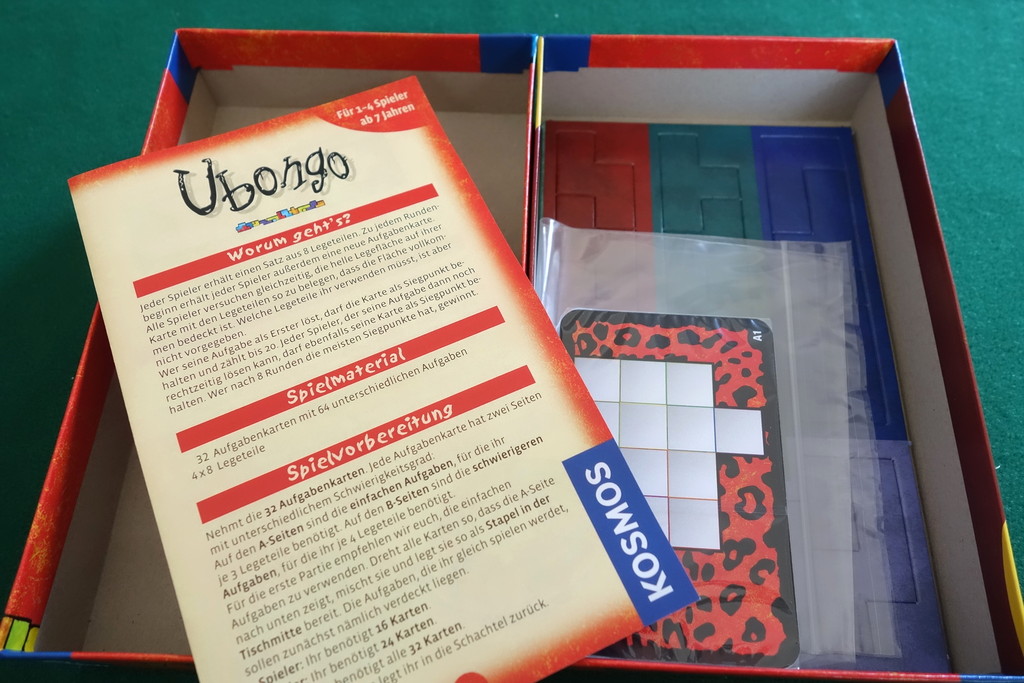 Für 1-4 Spieler
ab 7 Jahren
Ubongo
Worum geht's?
Jeder Spieler erhält einen Satz aus 8 Legeteilen. Zu jedem Runden-
beginn erhält jeder Spieler außerdem eine neue Aufgabenkarte.
Alle Spieler versuchen gleichzeitig, die helle Legefläche auf ihrer
Karte mit den Legeteilen so zu belegen, dass die Fläche vollkom-
men bedeckt ist. Welche Legeteile ihr verwenden müsst, ist aber
nicht vorgegeben.
Wer seine Aufgabe als Erster löst, darf die Karte als Siegpunkt be-
halten und zählt bis 20. Jeder Spieler, der seine Aufgabe dann noch
rechtzeitig lösen kann, darf ebenfalls seine Karte als Siegpunkt be-
halten. Wer nach 8 Runden die meisten Siegpunkte hat, gewinnt.
Spielmaterial
32 Aufgabenkarten mit 64 unterschiedlichen Aufgaben
4 x 8 Legeteile
Spielvorbereitung
Nehmt die 32 Aufgabenkarten. Jede Aufgabenkarte hat zwei Seiten
mit unterschiedlichem Schwierigkeitsgrad:
Auf den A-Seiten sind die einfachen Aufgaben, für die ihr
je 3 Legeteile benötigt. Auf den B-Seiten sind die schwierigeren
Aufgaben, für die ihr je 4 Legeteile benötigt.
Für die erste Partie empfehlen wir euch, die einfachen
Aufgaben zu verwenden. Dreht alle Karten so, dass die A-Seite
nach unten zeigt, mischt sie und legt sie so als Stapel in der
Tischmitte bereit. Die Aufgaben, die ihr gleich spielen werdet,
sollen zunächst nämlich verdeckt liegen.
Spieler: Ihr benötigt 16 Karten.
Ihr benötigt 24 Karten.
benötigt alle 32 Karten.
legt ihr in die Schachtel zurück.
KOSMOS
A1